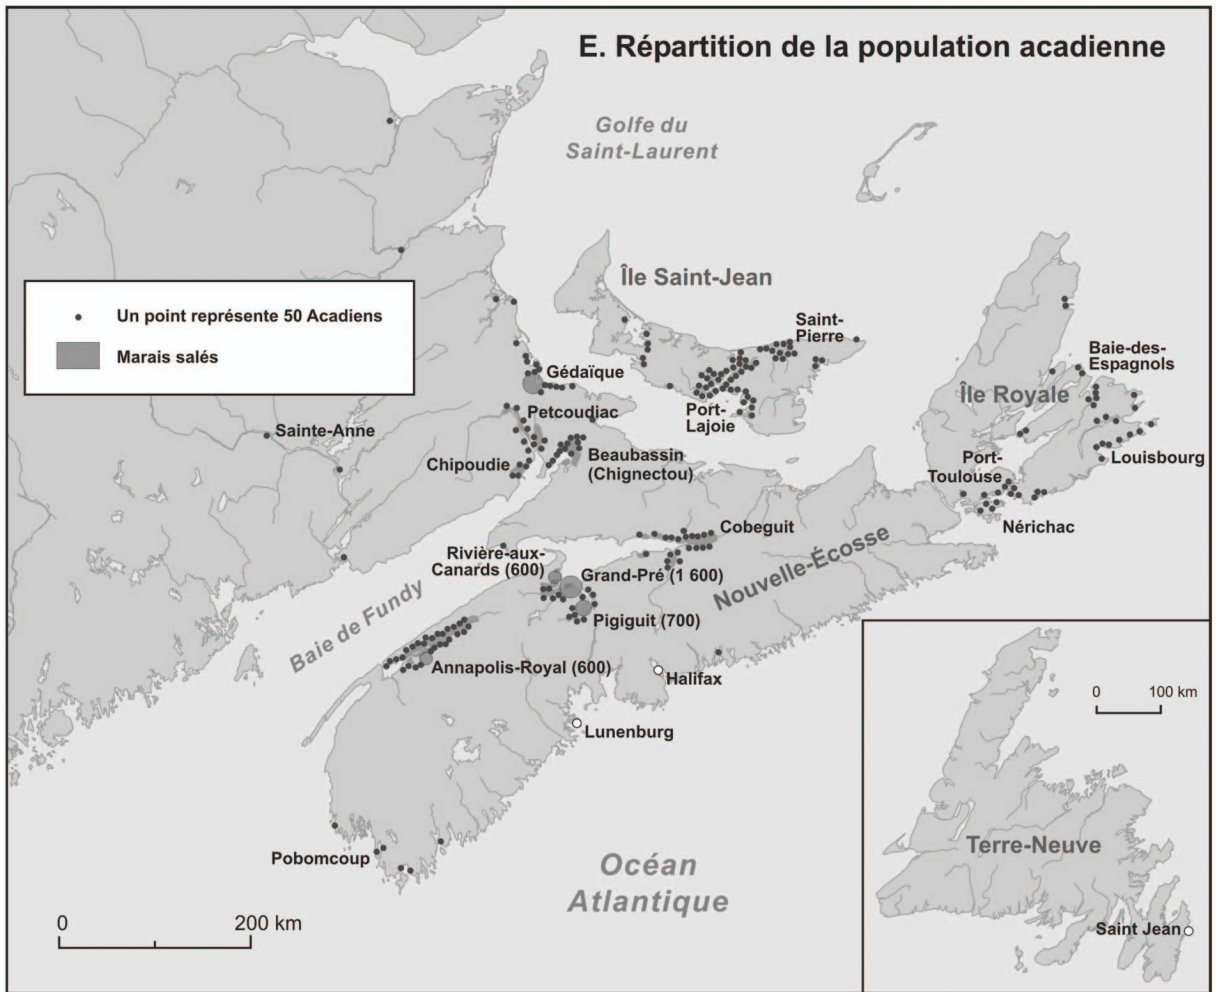 E. Répartition de la population acadienne
Golfe du
Saint-Laurent
Île Saint-Jean
Un point représente 50 Acadiens
Marais salés
Saint-
Pierre
Baie-des-
Espagnols
Gédaïque
Île Royale
Petcoudiac
Port-
Lajoie
Sainte-Anne
Chipoudie
Beaubassin
(Chignectou)
Port-
Toulouse
Louisbourg
Nérichac
Cobeguit
Rivière-aux-
Canards (600)
Grand-Pré (1 600)
Nouvelle-Écosse
Pigiguit (700)
Baie de Fundy
Annapolis-Royal (600)
Halifax
Lunenburg
0 100 km
Terre-Neuve
Pobomcoup
Océan
Atlantique
0 200 km
Saint Jean